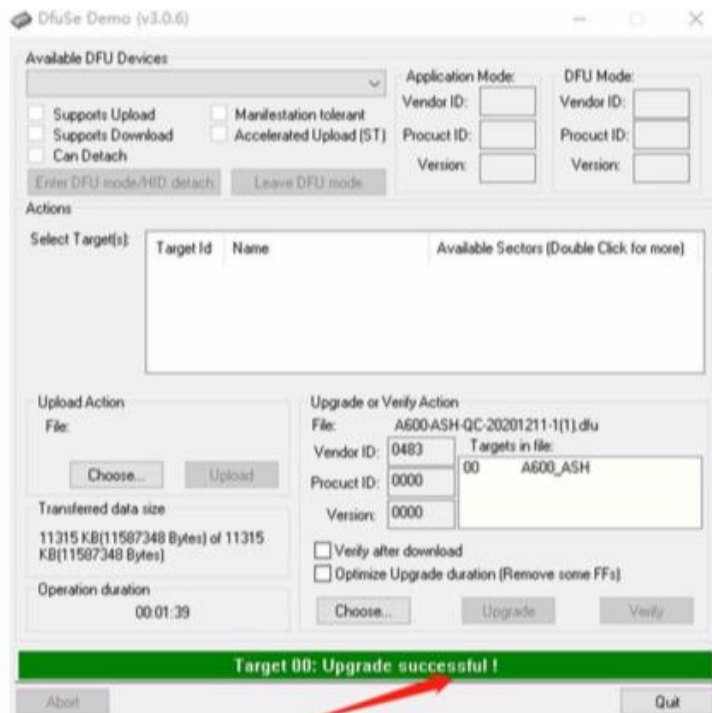 DfuSe Demo (v3.0.6)
Available DFU Devices
Supports Upload
Manifestation tolerant
Supports Download
Accelerated Upload (ST)
Can Detach
Enter DFU mode/HID detach
Leave DFU mode
Application Mode:
Vendor ID:
Procuct ID:
Version:
DFU Mode:
Vendor ID:
Procuct ID:
Version:
Actions
Select Target(s):
Target Id Name Available Sectors (Double Click for more)
Upload Action
File:
Choose...
Upload
Transferred data size
11315 KB(11587348 Bytes) of 11315
KB(11587348 Bytes)
Operation duration
00:01:39
Upgrade or Verify Action
File: A600-ASH-QC-20201211-1(1).dfu
Vendor ID: 0483
Procuct ID: 0000
Version: 0000
Targets in file:
00 A600_ASH
Verify after download
Optimize Upgrade duration (Remove some FFs)
Choose...
Upgrade
Verify
Target 00: Upgrade successful !
Abort
Quit